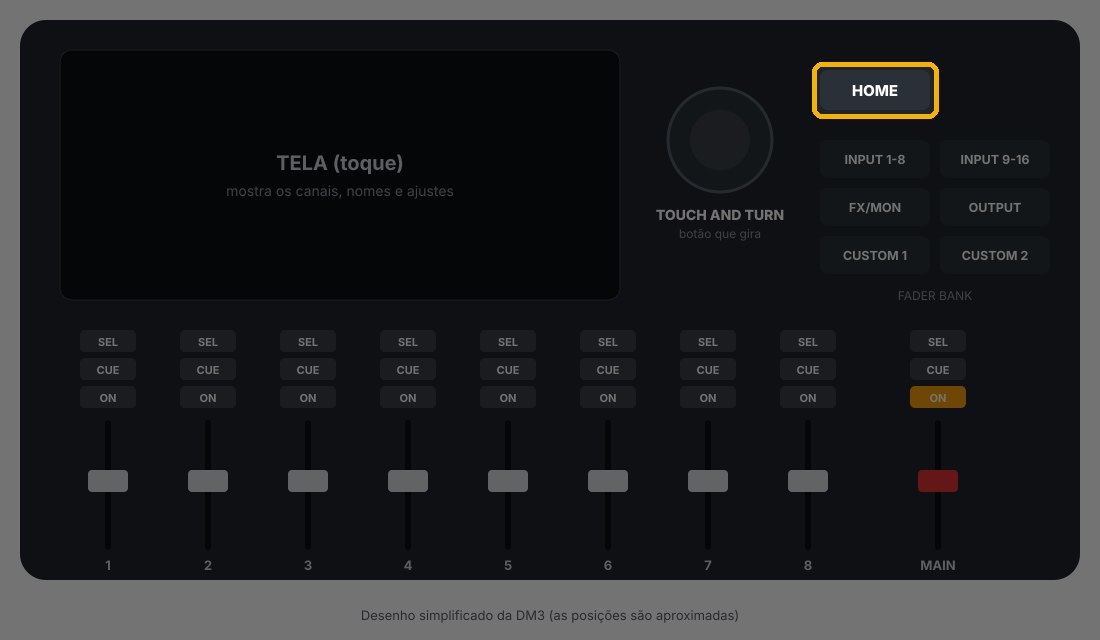 HOME
TELA (toque)
mostra os canais, nomes e ajustes
TOUCH AND TURN
botão que gira
INPUT 1-8 INPUT 9-16
FX/MON OUTPUT
CUSTOM 1 CUSTOM 2
FADER BANK
SEL SEL SEL SEL SEL SEL SEL SEL SEL
CUE CUE CUE CUE CUE CUE CUE CUE CUE
ON ON ON ON ON ON ON ON ON
1 2 3 4 5 6 7 8 MAIN
Desenho simplificado da DM3 (as posições são aproximadas)